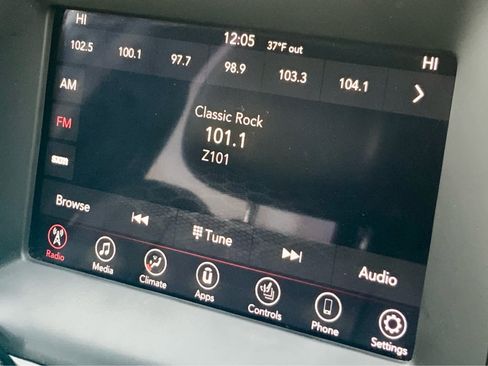 HI 12:05 37°F out HI
102.5 100.1 97.7 98.9 103.3 104.1
AM
FM
sxm
Classic Rock
101.1
Z101
Browse Tune Audio
Radio Media Climate Apps Controls Phone Settings